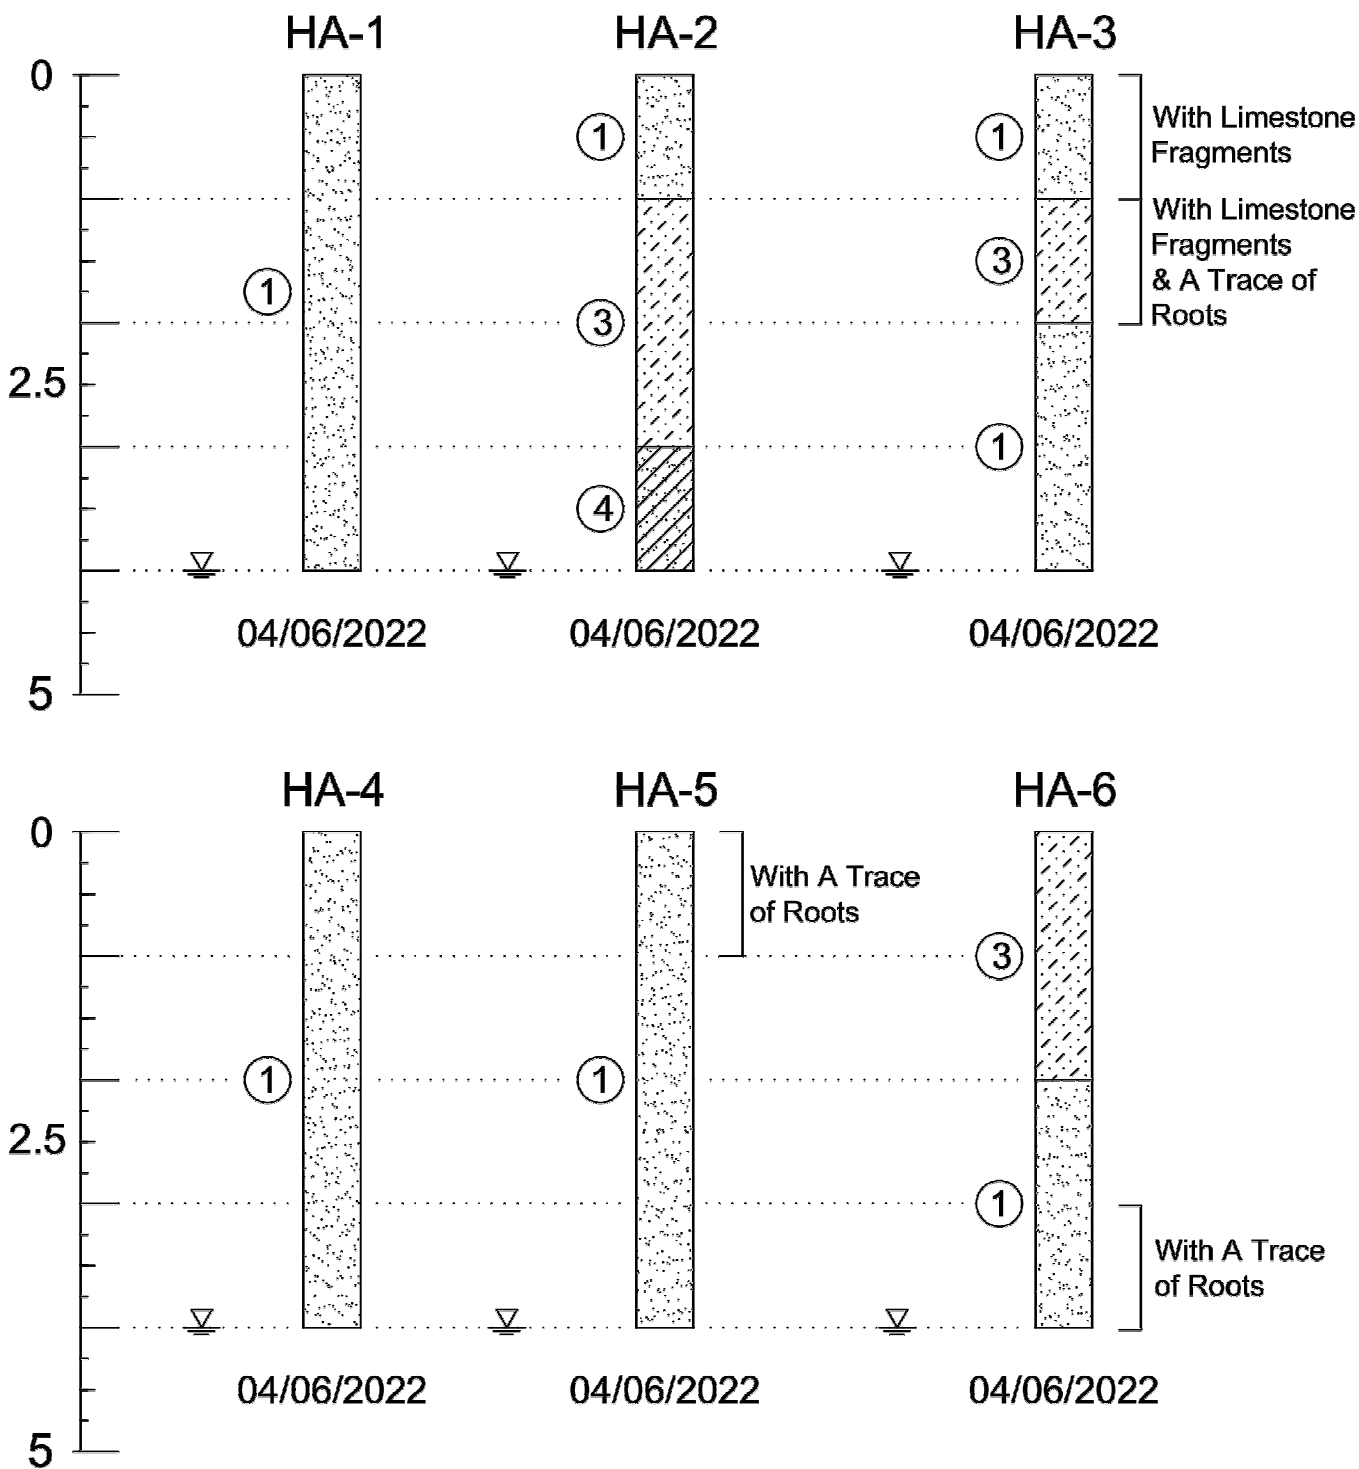 HA-1 HA-2 HA-3
0
With Limestone
Fragments
1 1
With Limestone
Fragments
& A Trace of
Roots
3
1
3
2.5
1
4
04/06/2022 04/06/2022 04/06/2022
5
HA-4 HA-5 HA-6
0
With A Trace
of Roots
3
1 1
2.5
1
With A Trace
of Roots
04/06/2022 04/06/2022 04/06/2022
5